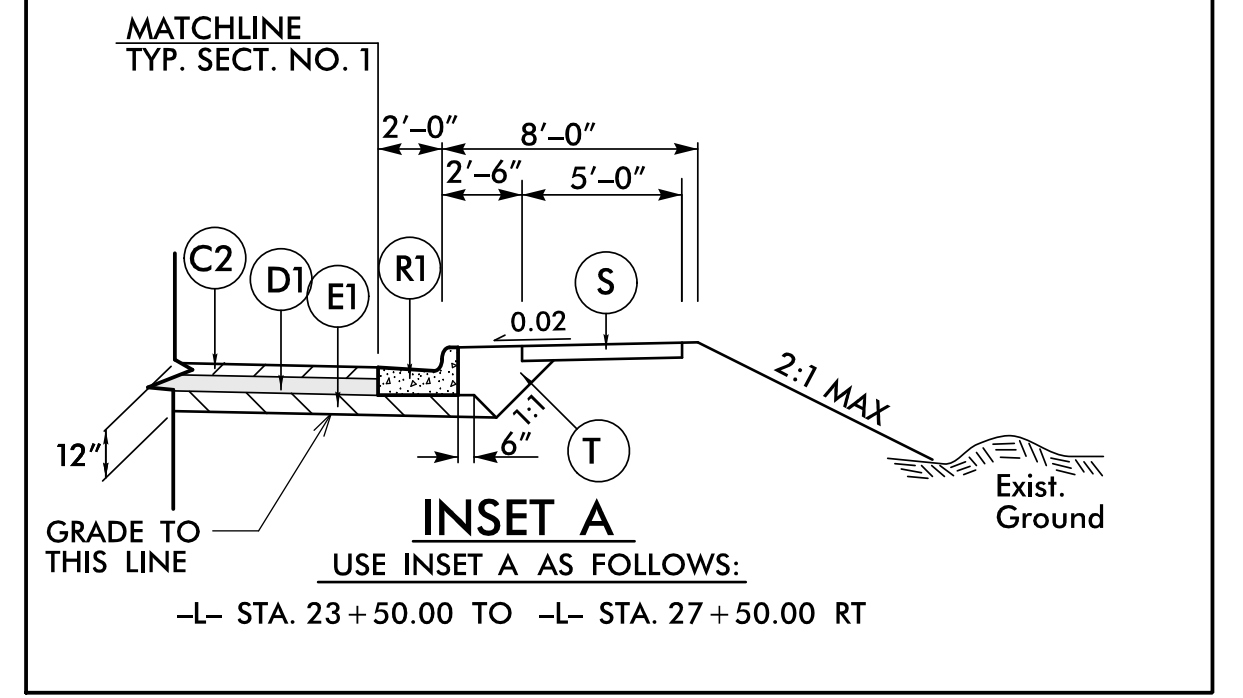 MATCHLINE
TYP. SECT. NO. 1
2'–0"
8'–0"
2'–6"
5'–0"
C2
D1
E1
R1
S
0.02
2:1 MAX
1:1
12"
6"
T
Exist.
Ground
GRADE TO
THIS LINE
INSET A
USE INSET A AS FOLLOWS:
–L– STA. 23+50.00 TO –L– STA. 27+50.00 RT